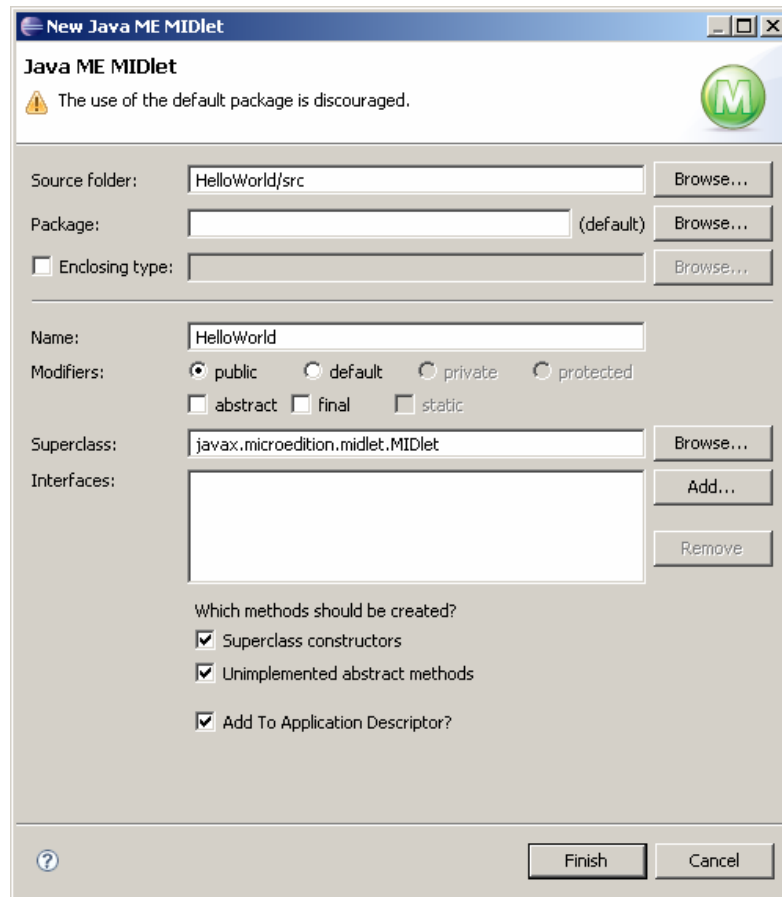 New Java ME MIDlet
Java ME MIDlet
The use of the default package is discouraged.
M
Source folder: HelloWorld/src Browse...
Package: (default) Browse...
Enclosing type: Browse...
Name: HelloWorld
Modifiers: public default private protected
abstract final static
Superclass: javax.microedition.midlet.MIDlet Browse...
Interfaces: Add...
Remove
Which methods should be created?
Superclass constructors
Unimplemented abstract methods
Add To Application Descriptor?
? Finish Cancel